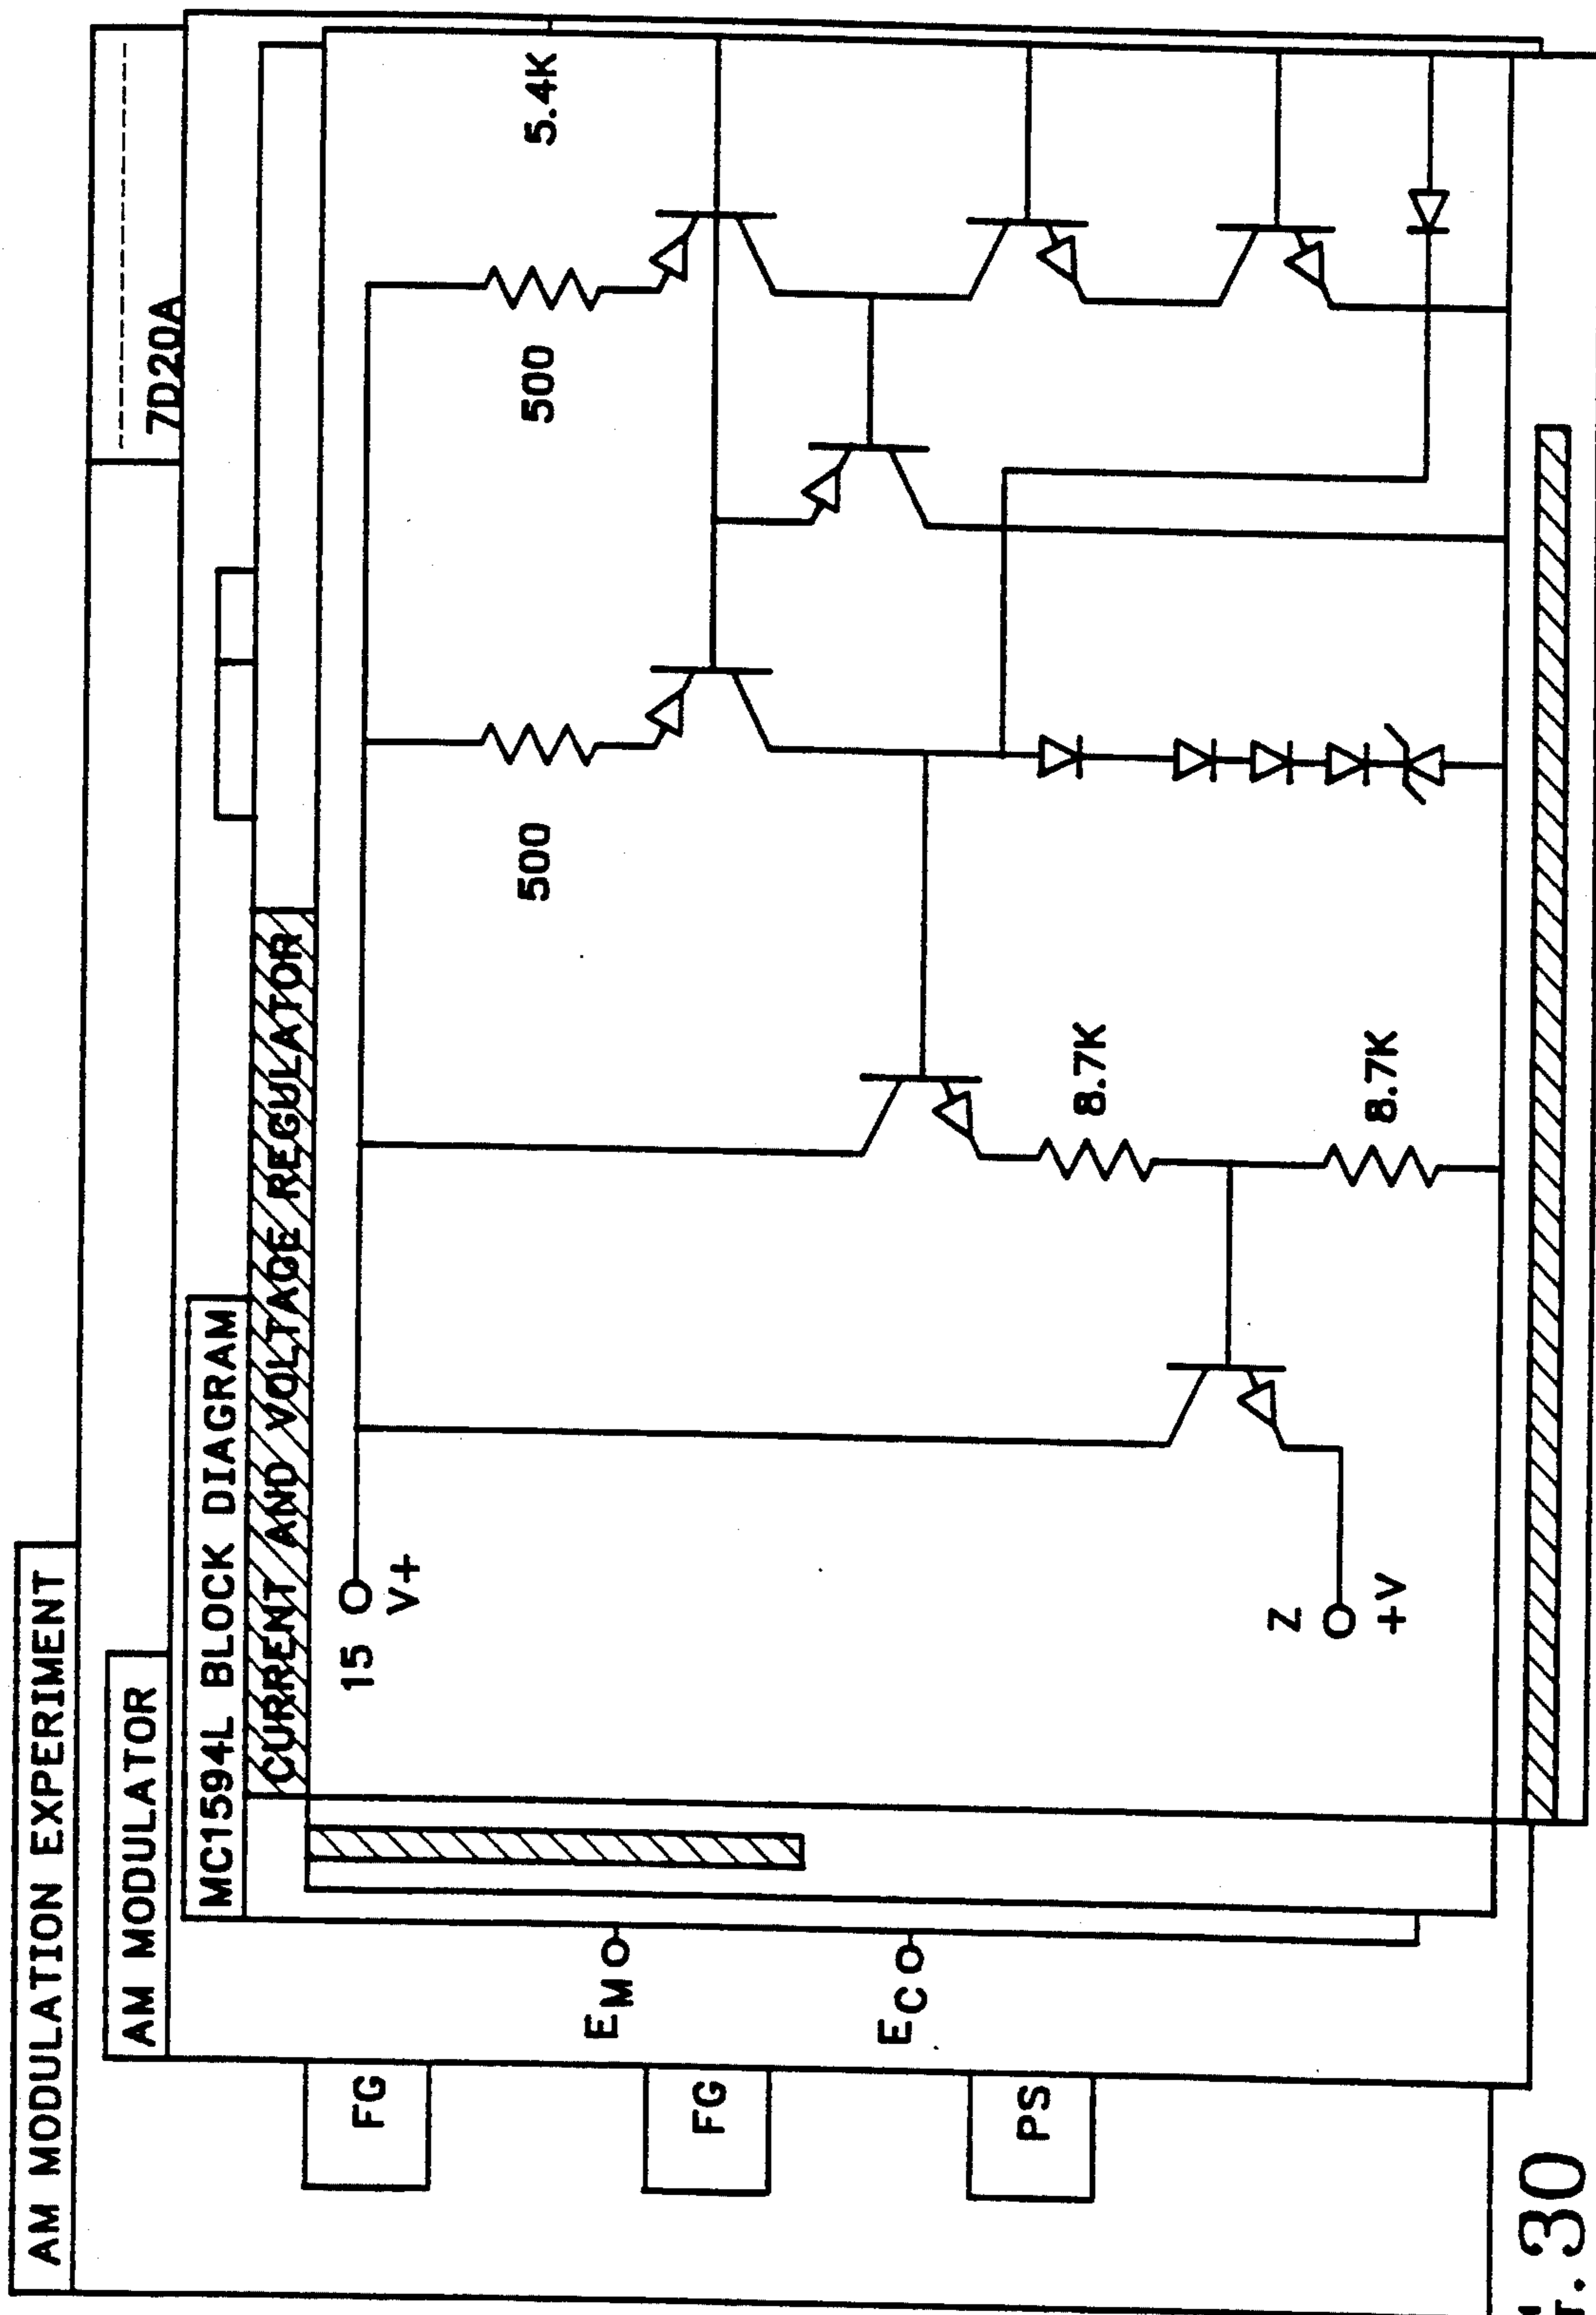 AM MODULATION EXPERIMENT
AM MODULATOR
7D20A
MC1594L BLOCK DIAGRAM
CURRENT AND VOLTAGE REGULATOR
15
V+
500
500
5.4K
8.7K
8.7K
Z
+V
FG
EM
FG
EC
PS
30